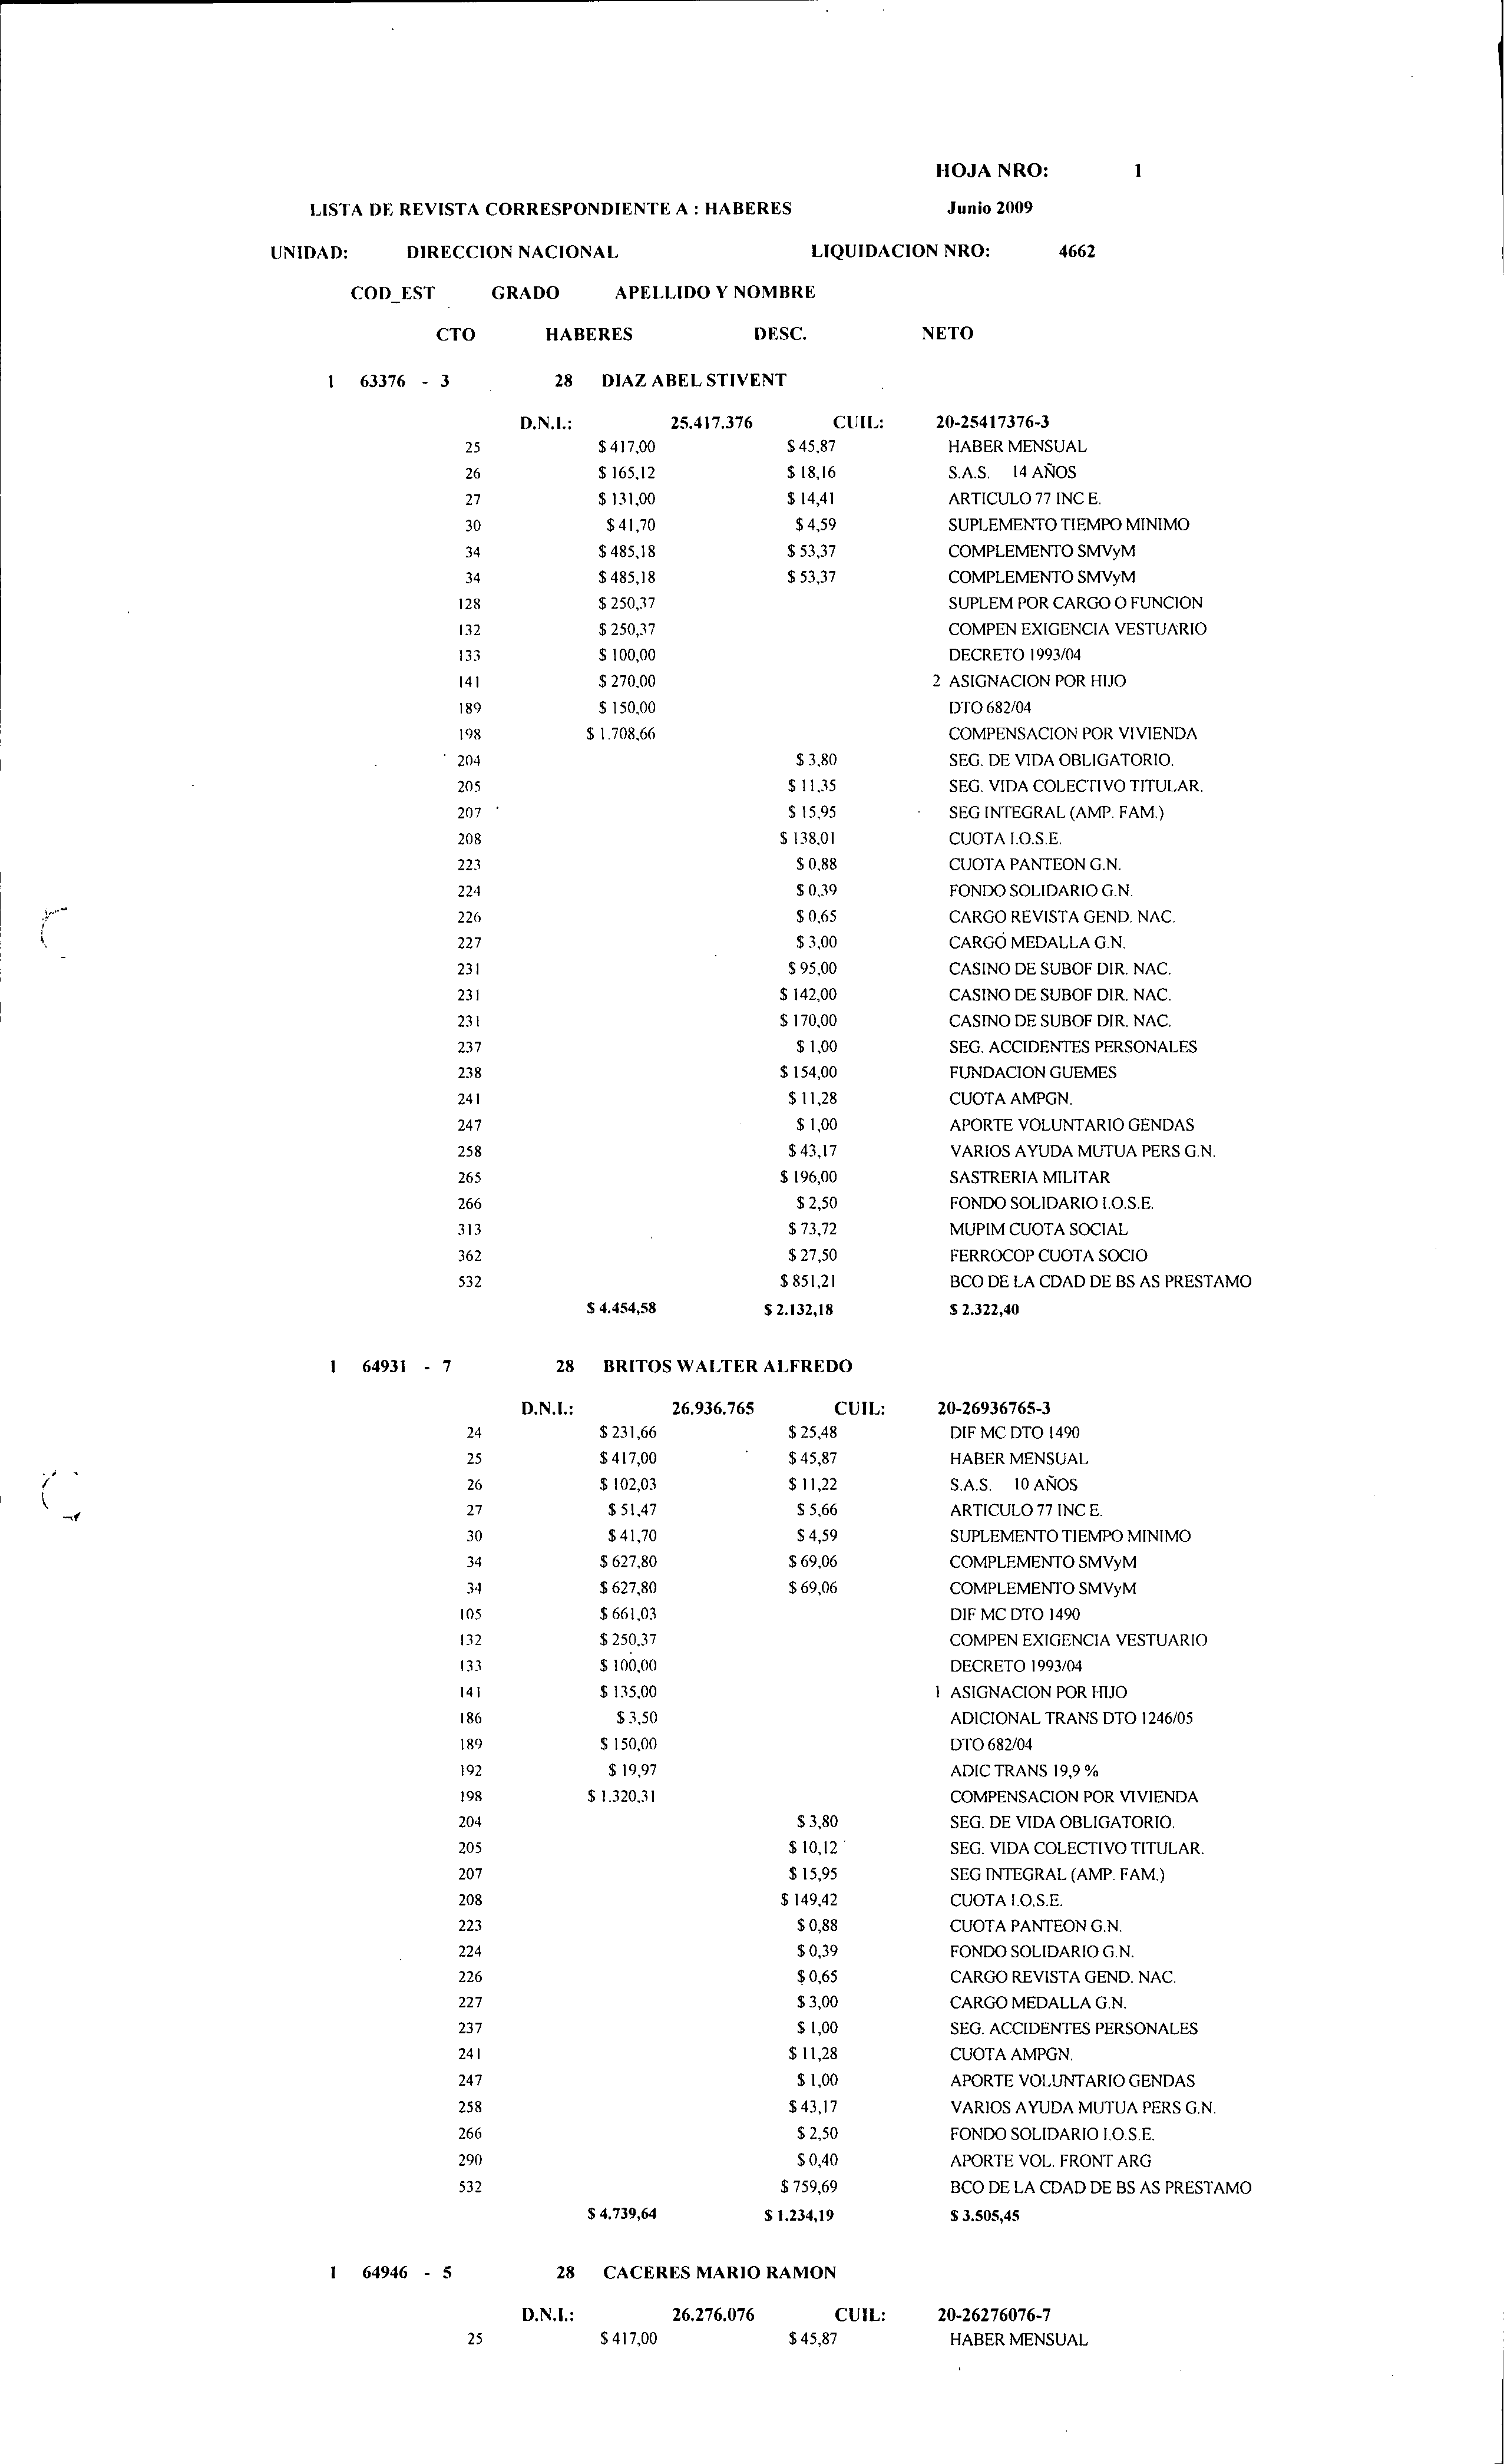 HOJA NRO: 1
LISTA DE REVISTA CORRESPONDIENTE A : HABERES Junio 2009
UNIDAD: DIRECCION NACIONAL LIQUIDACION NRO: 4662
COD_EST GRADO APELLIDO Y NOMBRE
CTO HABERES DESC. NETO
1 63376 - 3 28 DIAZ ABEL STIVENT
D.N.I.: 25.417.376 CUIL: 20-25417376-3
25 $ 417,00 $ 45,87 HABER MENSUAL
26 $ 165,12 $ 18,16 S.A.S. 14 AÑOS
27 $ 131,00 $ 14,41 ARTICULO 77 INC E.
30 $ 41,70 $ 4,59 SUPLEMENTO TIEMPO MINIMO
34 $ 485,18 $ 53,37 COMPLEMENTO SMVyM
34 $ 485,18 $ 53,37 COMPLEMENTO SMVyM
128 $ 250,37 SUPLEM POR CARGO O FUNCION
132 $ 250,37 COMPEN EXIGENCIA VESTUARIO
133 $ 100,00 DECRETO 1993/04
141 $ 270,00 2 ASIGNACION POR HIJO
189 $ 150,00 DTO 682/04
198 $ 1.708,66 COMPENSACION POR VIVIENDA
204 $ 3,80 SEG. DE VIDA OBLIGATORIO.
205 $ 11,35 SEG. VIDA COLECTIVO TITULAR.
207 $ 15,95 SEG INTEGRAL (AMP. FAM.)
208 $ 138,01 CUOTA I.O.S.E.
223 $ 0,88 CUOTA PANTEON G.N.
224 $ 0,39 FONDO SOLIDARIO G.N.
226 $ 0,65 CARGO REVISTA GEND. NAC.
227 $ 3,00 CARGO MEDALLA G.N.
231 $ 95,00 CASINO DE SUBOF DIR. NAC.
231 $ 142,00 CASINO DE SUBOF DIR. NAC.
231 $ 170,00 CASINO DE SUBOF DIR. NAC.
237 $ 1,00 SEG. ACCIDENTES PERSONALES
238 $ 154,00 FUNDACION GUEMES
241 $ 11,28 CUOTA AMPGN.
247 $ 1,00 APORTE VOLUNTARIO GENDAS
258 $ 43,17 VARIOS AYUDA MUTUA PERS G.N.
265 $ 196,00 SASTRERIA MILITAR
266 $ 2,50 FONDO SOLIDARIO I.O.S.E.
313 $ 73,72 MUPIM CUOTA SOCIAL
362 $ 27,50 FERROCOP CUOTA SOCIO
532 $ 851,21 BCO DE LA CDAD DE BS AS PRESTAMO
$ 4.454,58 $ 2.132,18 $ 2.322,40
1 64931 - 7 28 BRITOS WALTER ALFREDO
D.N.I.: 26.936.765 CUIL: 20-26936765-3
24 $ 231,66 $ 25,48 DIF MC DTO 1490
25 $ 417,00 $ 45,87 HABER MENSUAL
26 $ 102,03 $ 11,22 S.A.S. 10 AÑOS
27 $ 51,47 $ 5,66 ARTICULO 77 INC E.
30 $ 41,70 $ 4,59 SUPLEMENTO TIEMPO MINIMO
34 $ 627,80 $ 69,06 COMPLEMENTO SMVyM
34 $ 627,80 $ 69,06 COMPLEMENTO SMVyM
105 $ 661,03 DIF MC DTO 1490
132 $ 250,37 COMPEN EXIGENCIA VESTUARIO
133 $ 100,00 DECRETO 1993/04
141 $ 135,00 1 ASIGNACION POR HIJO
186 $ 3,50 ADICIONAL TRANS DTO 1246/05
189 $ 150,00 DTO 682/04
192 $ 19,97 ADIC TRANS 19,9 %
198 $ 1.320,31 COMPENSACION POR VIVIENDA
204 $ 3,80 SEG. DE VIDA OBLIGATORIO.
205 $ 10,12 SEG. VIDA COLECTIVO TITULAR.
207 $ 15,95 SEG INTEGRAL (AMP. FAM.)
208 $ 149,42 CUOTA I.O.S.E.
223 $ 0,88 CUOTA PANTEON G.N.
224 $ 0,39 FONDO SOLIDARIO G.N.
226 $ 0,65 CARGO REVISTA GEND. NAC.
227 $ 3,00 CARGO MEDALLA G.N.
237 $ 1,00 SEG. ACCIDENTES PERSONALES
241 $ 11,28 CUOTA AMPGN.
247 $ 1,00 APORTE VOLUNTARIO GENDAS
258 $ 43,17 VARIOS AYUDA MUTUA PERS G.N.
266 $ 2,50 FONDO SOLIDARIO I.O.S.E.
290 $ 0,40 APORTE VOL. FRONT ARG
532 $ 759,69 BCO DE LA CDAD DE BS AS PRESTAMO
$ 4.739,64 $ 1.234,19 $ 3.505,45
1 64946 - 5 28 CACERES MARIO RAMON
D.N.I.: 26.276.076 CUIL: 20-26276076-7
25 $ 417,00 $ 45,87 HABER MENSUAL